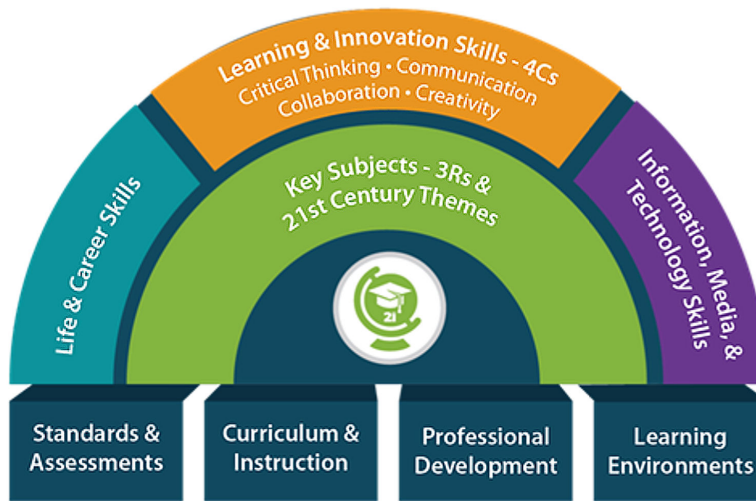 Learning & Innovation Skills - 4Cs
Critical Thinking • Communication
Collaboration • Creativity
Life & Career Skills
Key Subjects - 3Rs &
21st Century Themes
Information, Media, &
Technology Skills
21
Standards &
Assessments
Curriculum &
Instruction
Professional
Development
Learning
Environments